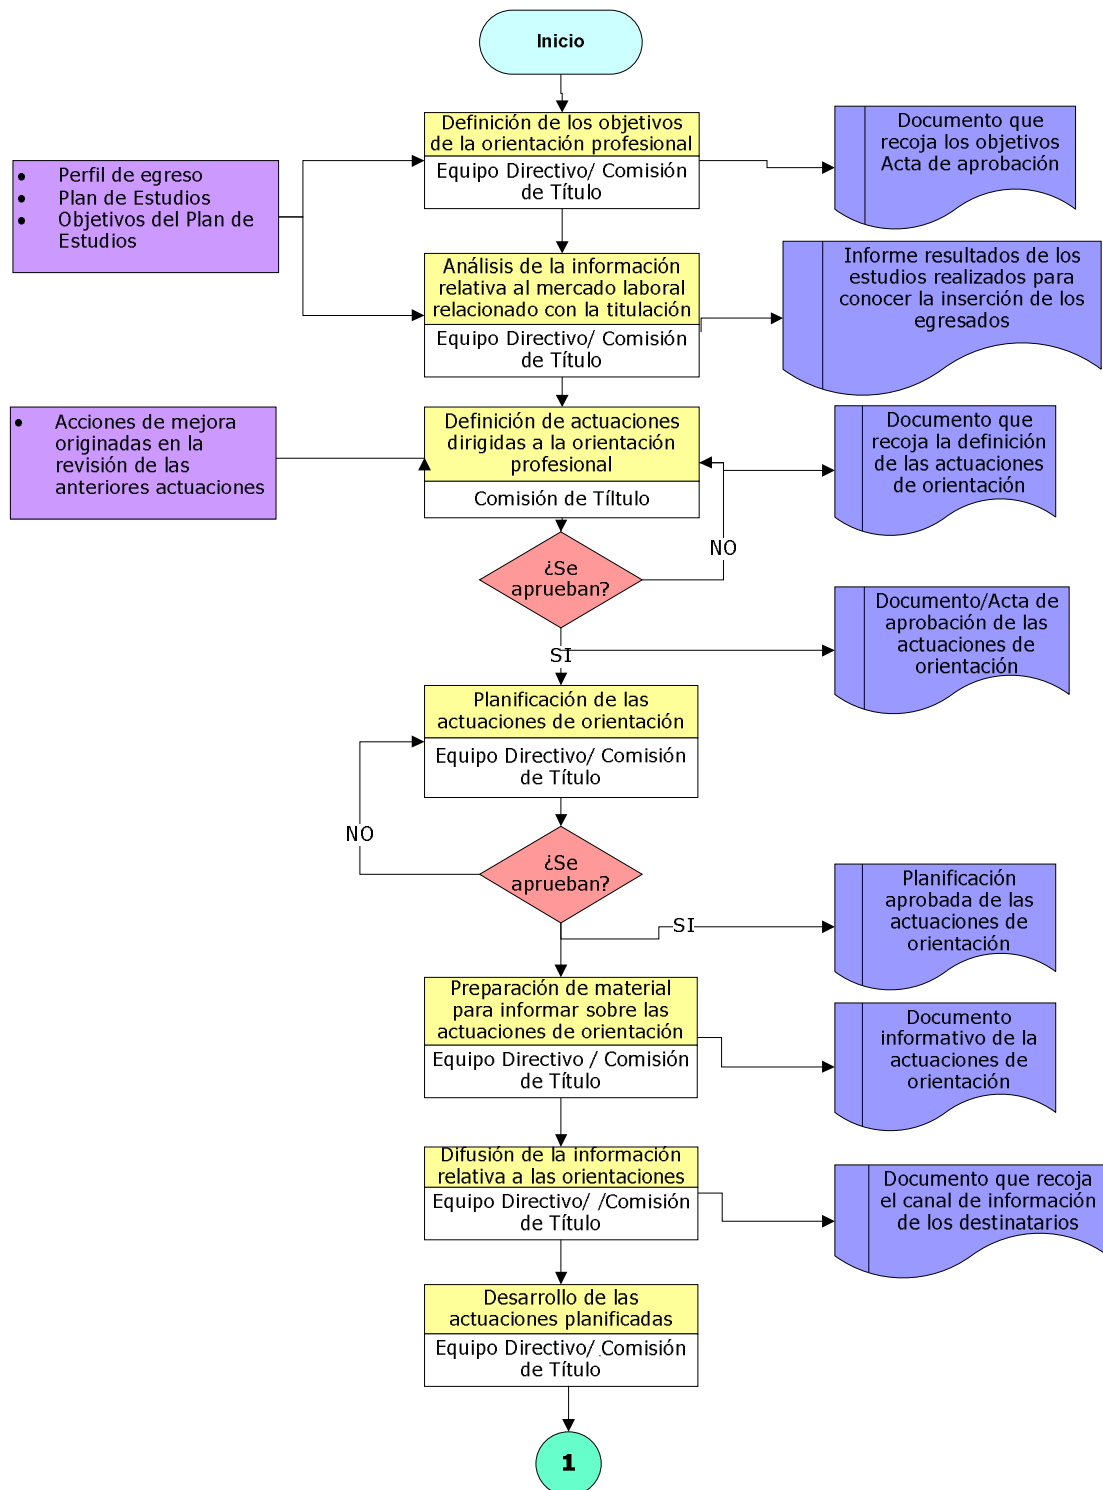 Inicio
Definición de los objetivos
de la orientación profesional
Equipo Directivo/ Comisión
de Título
Documento que
recoja los objetivos
Acta de aprobación
• Perfil de egreso
• Plan de Estudios
• Objetivos del Plan de
Estudios
Análisis de la información
relativa al mercado laboral
relacionado con la titulación
Equipo Directivo/ Comisión
de Título
Informe resultados de los
estudios realizados para
conocer la inserción de los
egresados
• Acciones de mejora
originadas en la
revisión de las
anteriores actuaciones
Definición de actuaciones
dirigidas a la orientación
profesional
Comisión de Tíltulo
Documento que
recoja la definición
de las actuaciones
de orientación
¿Se
aprueban?
NO
SI
Documento/Acta de
aprobación de las
actuaciones de
orientación
Planificación de las
actuaciones de orientación
Equipo Directivo/ Comisión
de Título
NO
¿Se
aprueban?
SI
Planificación
aprobada de las
actuaciones de
orientación
Preparación de material
para informar sobre las
actuaciones de orientación
Equipo Directivo / Comisión
de Título
Documento
informativo de la
actuaciones de
orientación
Difusión de la información
relativa a las orientaciones
Equipo Directivo/ /Comisión
de Título
Documento que recoja
el canal de información
de los destinatarios
Desarrollo de las
actuaciones planificadas
Equipo Directivo/ Comisión
de Título
1